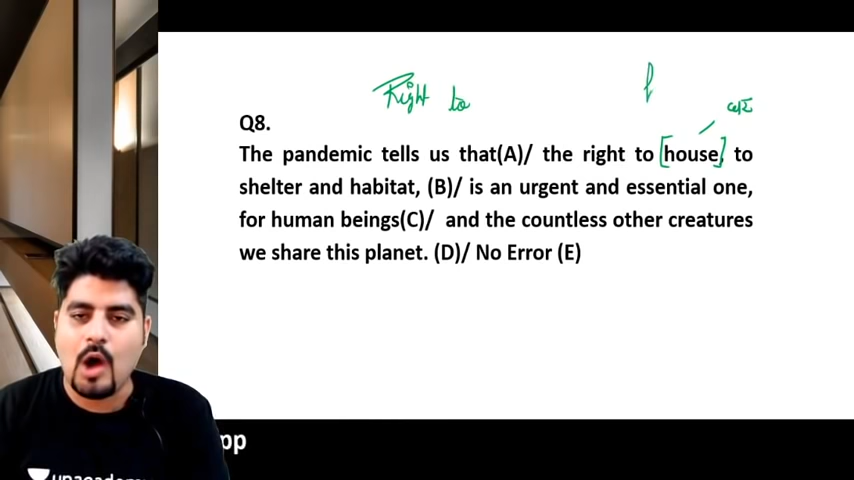 Right to
Q8.
The pandemic tells us that(A)/ the right to [house,] to
shelter and habitat, (B)/ is an urgent and essential one,
for human beings(C)/ and the countless other creatures
we share this planet. (D)/ No Error (E)
pp
unacademy